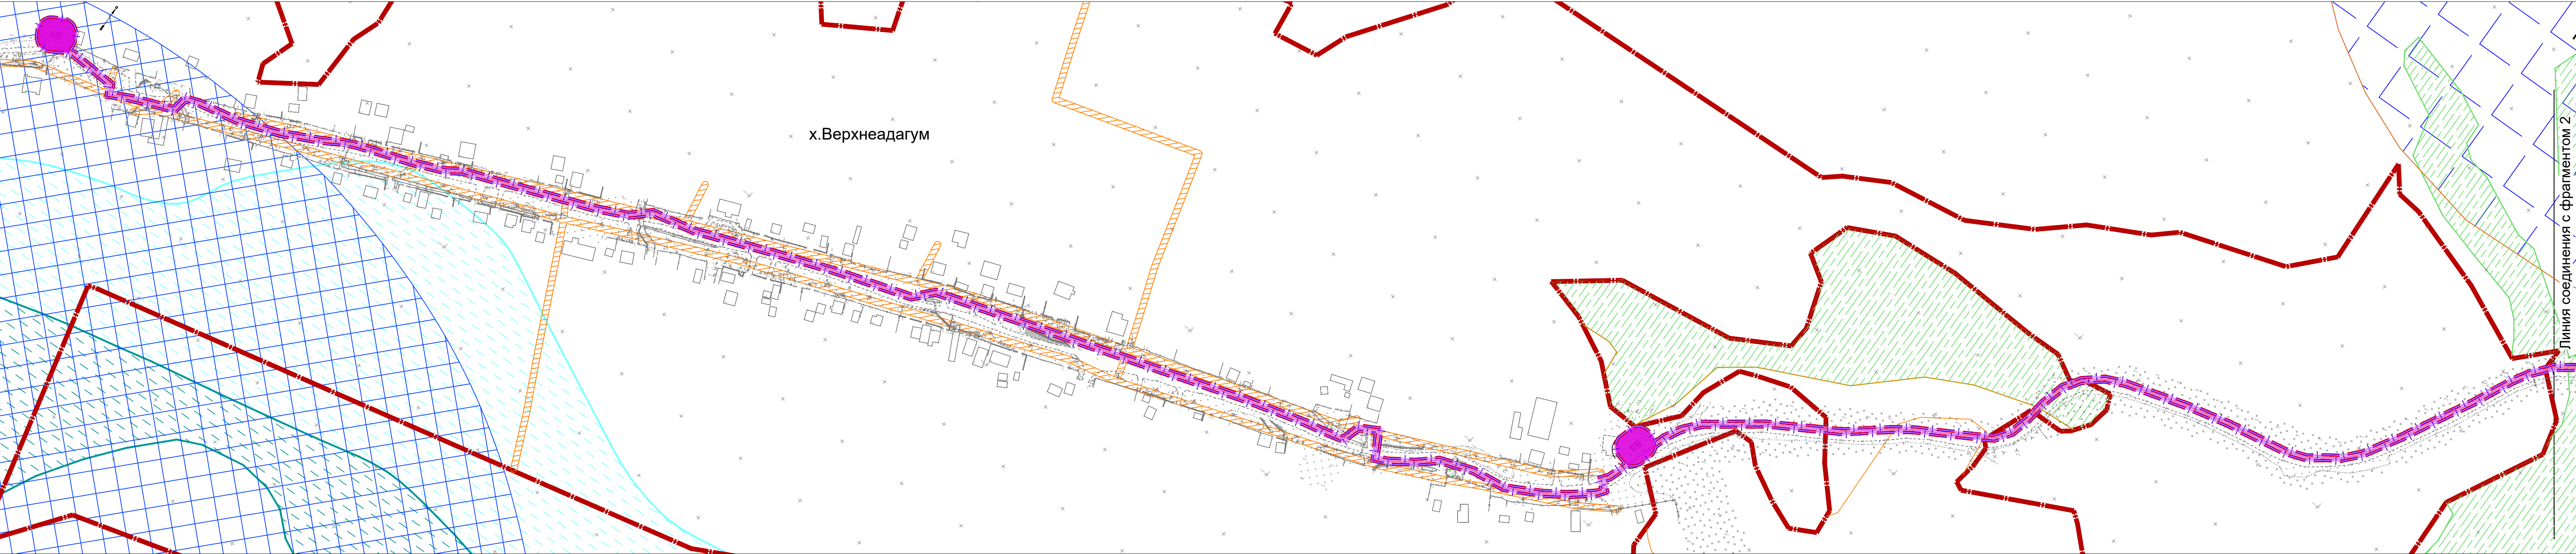 х.Верхнеадагум
Линия соединения с фрагментом 2